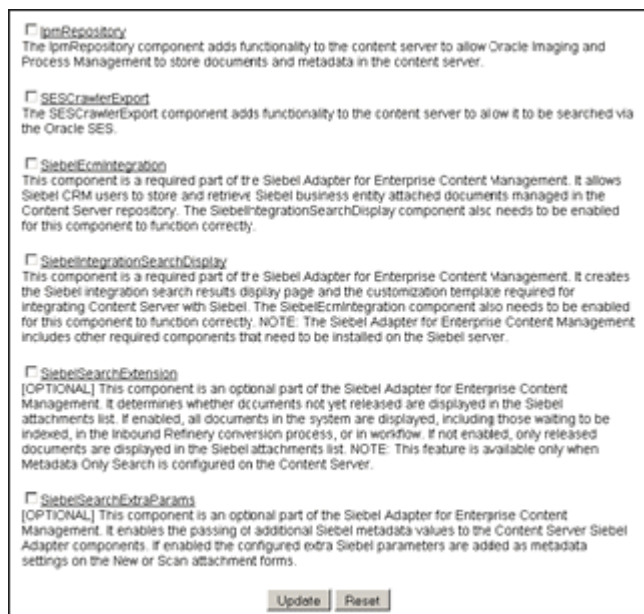 IpmRepository
The IpmRepository component adds functionality to the content server to allow Oracle Imaging and
Process Management to store documents and metadata in the content server.
SESCrawlerExport
The SESCrawlerExport component adds functionality to the content server to allow it to be searched via
the Oracle SES.
SiebelEcmIntegration
This component is a required part of the Siebel Adapter for Enterprise Content Management. It allows
Siebel CRM users to store and retrieve Siebel business entity attached documents managed in the
Content Server repository. The SiebelIntegrationSearchDisplay component also needs to be enabled
for this component to function correctly.
SiebelIntegrationSearchDisplay
This component is a required part of the Siebel Adapter for Enterprise Content Management. It creates
the Siebel integration search results display page and the customization template required for
integrating Content Server with Siebel. The SiebelEcmIntegration component also needs to be enabled
for this component to function correctly. NOTE: The Siebel Adapter for Enterprise Content Management
includes other required components that need to be installed on the Siebel server.
SiebelSearchExtension
[OPTIONAL] This component is an optional part of the Siebel Adapter for Enterprise Content
Management. It determines whether documents not yet released are displayed in the Siebel
attachments list. If enabled, all documents in the system are displayed, including those waiting to be
indexed, in the Inbound Refinery conversion process, or in workflow. If not enabled, only released
documents are displayed in the Siebel attachments list. NOTE: This feature is available only when
Metadata Only Search is configured on the Content Server.
SiebelSearchExtraParams
[OPTIONAL] This component is an optional part of the Siebel Adapter for Enterprise Content
Management. It enables the passing of additional Siebel metadata values to the Content Server Siebel
Adapter components. If enabled the configured extra Siebel parameters are added as metadata
settings on the New or Scan attachment forms.
Update Reset